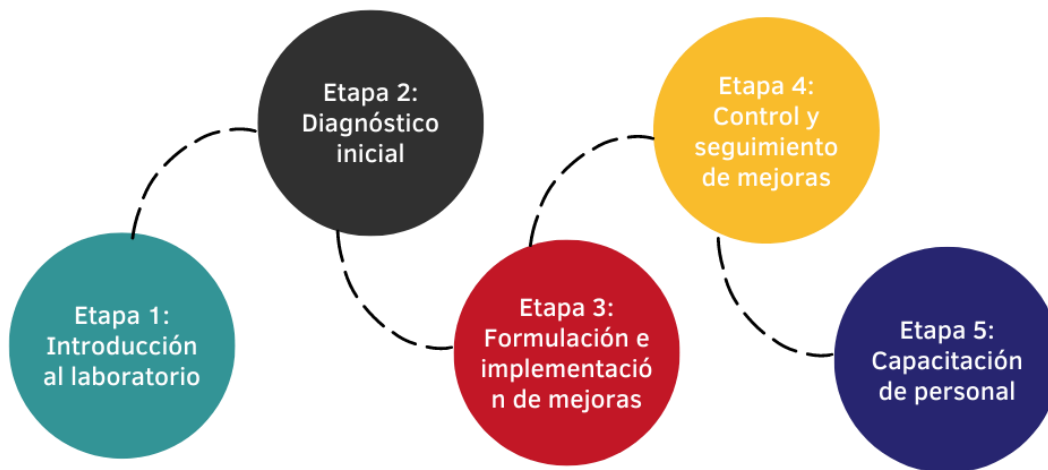 Etapa 1:
Introducción
al laboratorio
Etapa 2:
Diagnóstico
inicial
Etapa 3:
Formulación e
implementació
n de mejoras
Etapa 4:
Control y
seguimiento
de mejoras
Etapa 5:
Capacitación
de personal